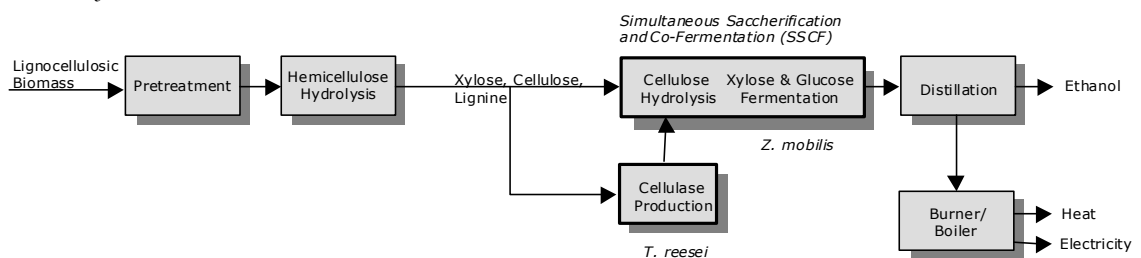 Simultaneous Saccherification
and Co-Fermentation (SSCF)
Lignocellulosic
Biomass
Pretreatment
Hemicellulose
Hydrolysis
Xylose, Cellulose,
Lignine
Cellulose
Hydrolysis
Xylose & Glucose
Fermentation
Distillation
Ethanol
Z. mobilis
Cellulase
Production
T. reesei
Burner/
Boiler
Heat
Electricity